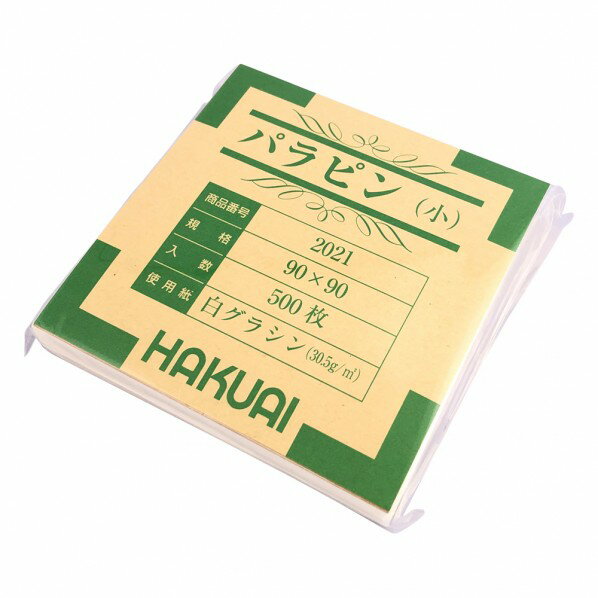 パラピン(小)
商品番号 2021
規格 90×90
入数 500枚
使用紙 白グラシン(30.5g/㎡)
HAKUAI